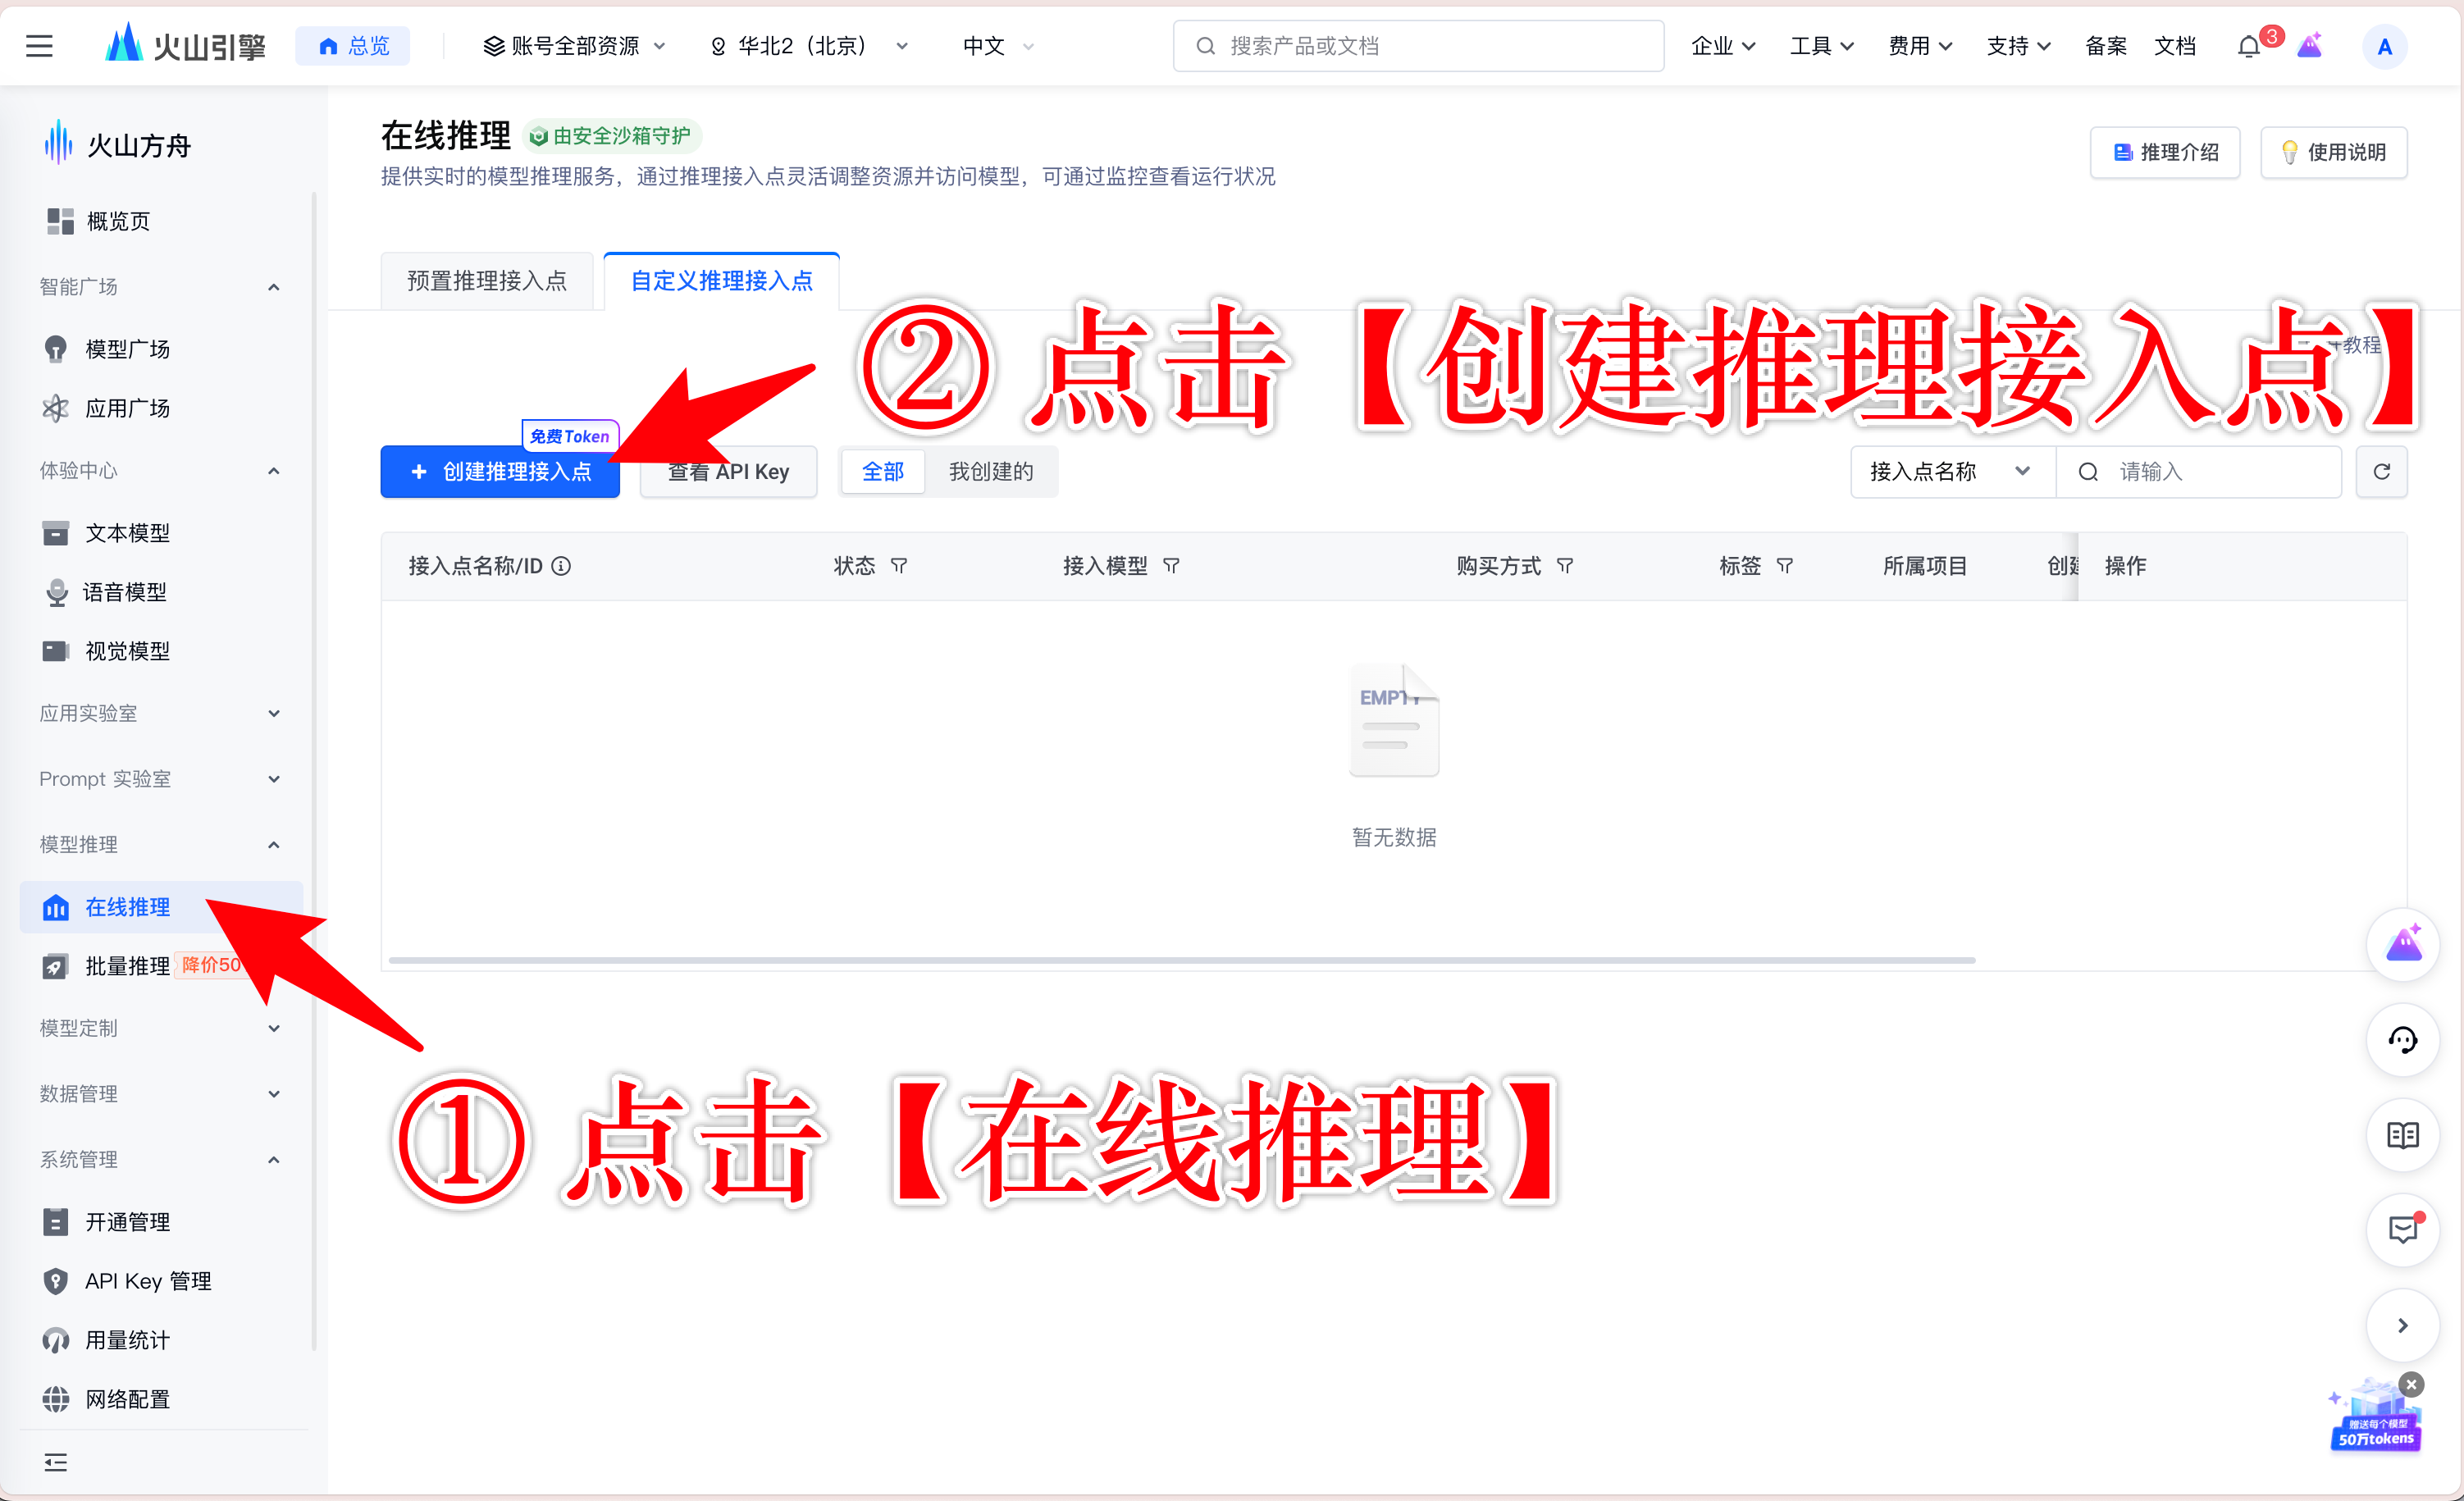 火山引擎
总览
账号全部资源
华北2（北京）
中文
搜索产品或文档
企业
工具
费用
支持
备案
文档
3
A
火山方舟
概览页
智能广场
模型广场
应用广场
体验中心
文本模型
语音模型
视觉模型
应用实验室
Prompt 实验室
模型推理
在线推理
批量推理 降价50
模型定制
数据管理
系统管理
开通管理
API Key 管理
用量统计
网络配置
在线推理 由安全沙箱守护
提供实时的模型推理服务，通过推理接入点灵活调整资源并访问模型，可通过监控查看运行状况
推理介绍
使用说明
预置推理接入点
自定义推理接入点
② 点击【创建推理接入点】
教程
免费Token
+ 创建推理接入点
查看 API Key
全部
我创建的
接入点名称
请输入
接入点名称/ID
状态
接入模型
购买方式
标签
所属项目
创建
操作
EMPTY
暂无数据
① 点击【在线推理】
赠送每个模型
50万tokens